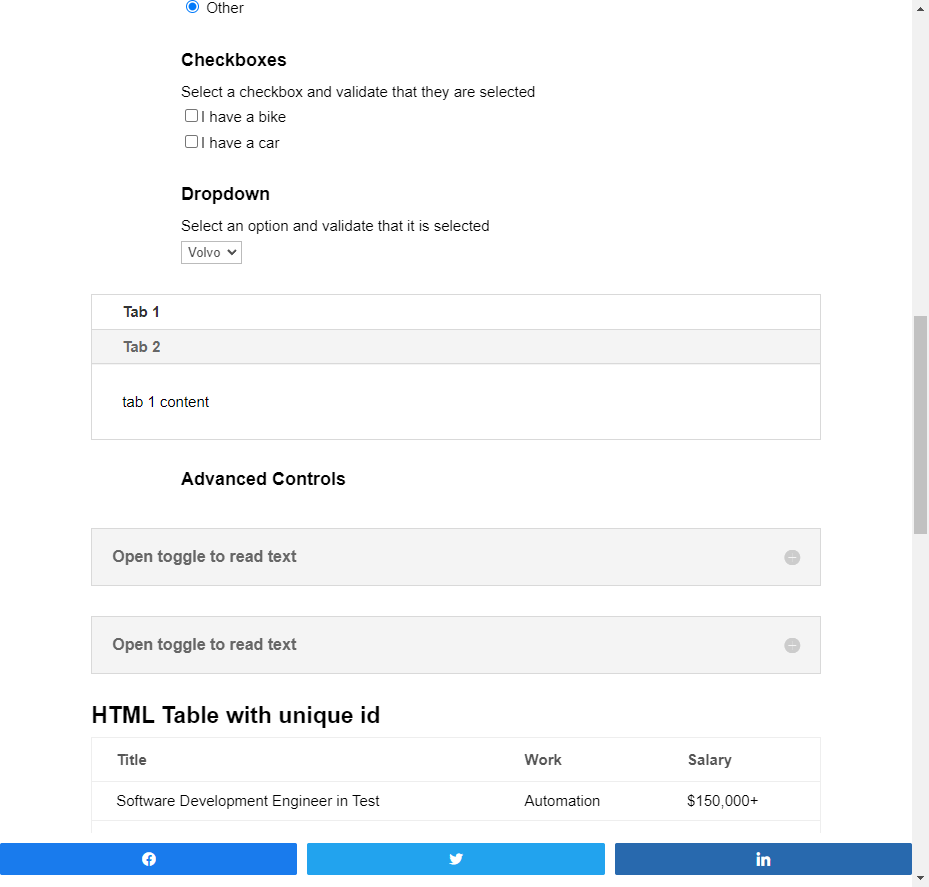 Other
Checkboxes
Select a checkbox and validate that they are selected
I have a bike
I have a car
Dropdown
Select an option and validate that it is selected
Volvo
Tab 1
Tab 2
tab 1 content
Advanced Controls
Open toggle to read text
Open toggle to read text
HTML Table with unique id
Title Work Salary
Software Development Engineer in Test Automation $150,000+